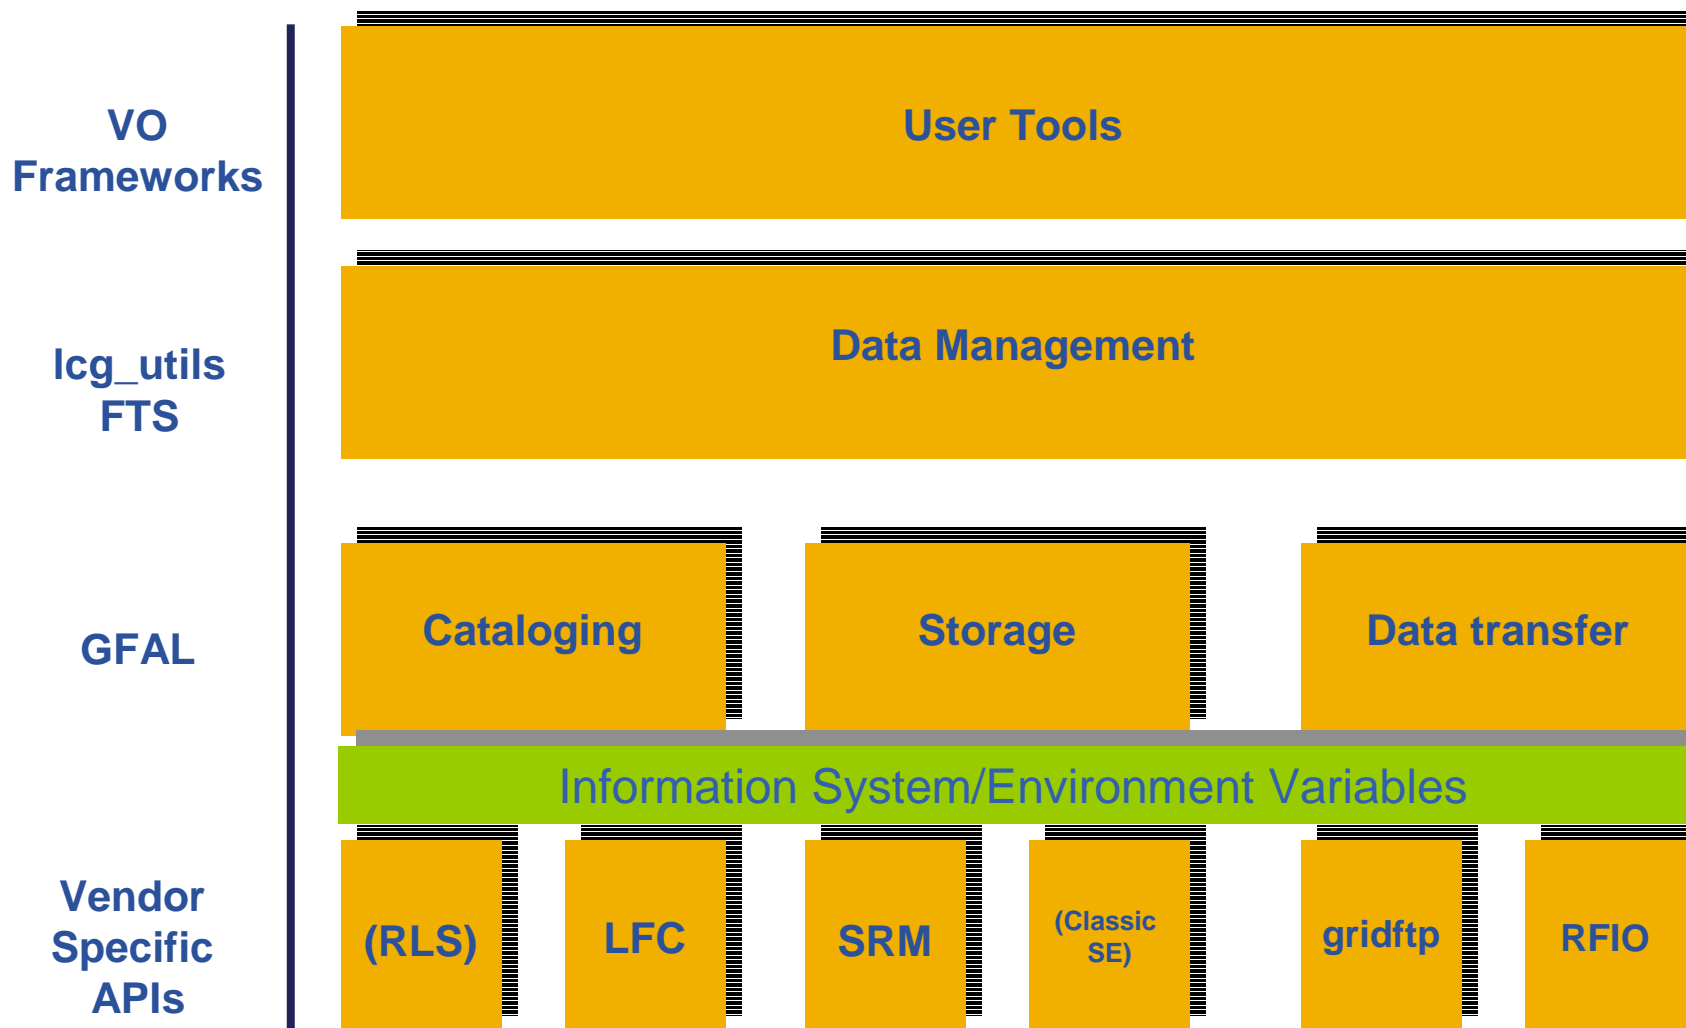 VO
Frameworks
User Tools
lcg_utils
FTS
Data Management
GFAL
Cataloging
Storage
Data transfer
Information System/Environment Variables
Vendor
Specific
APIs
(RLS)
LFC
SRM
(Classic
SE)
gridftp
RFIO